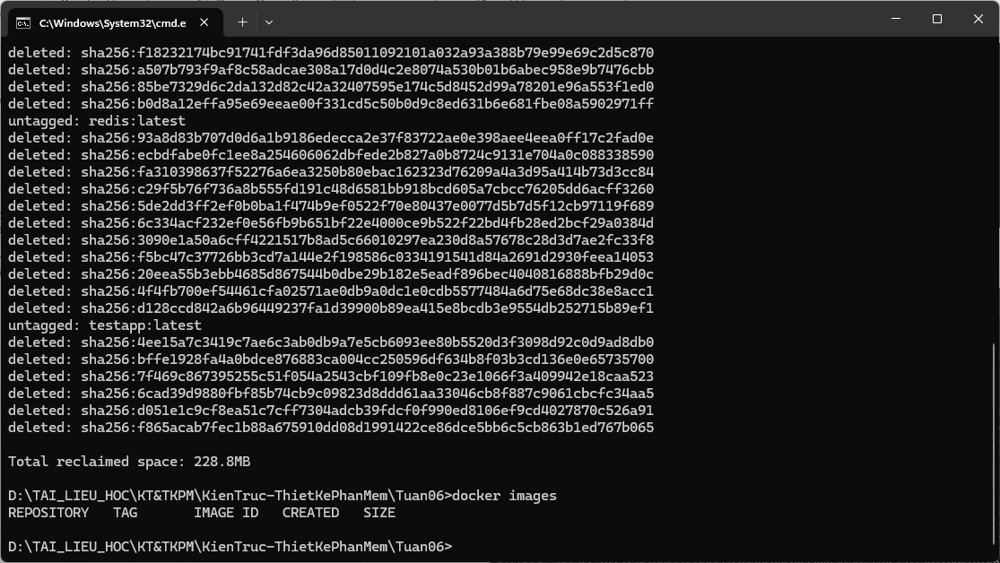 C:\Windows\System32\cmd.e
deleted: sha256:f18232174bc91741fdf3da96d85011092101a032a93a388b79e99e69c2d5c870
deleted: sha256:a507b793f9af8c58adcae308a17d0d4c2e8074a530b01b6abec958e9b7476cbb
deleted: sha256:85be7329d6c2da132d82c42a32407595e174c5d8452d99a78201e96a553f1ed0
deleted: sha256:b0d8a12effa95e69eeae00f331cd5c50b0d9c8ed631b6e681fbe08a5902971ff
untagged: redis:latest
deleted: sha256:93a8d83b707d0d6a1b9186edecca2e37f83722ae0e398aee4eea0ff17c2fad0e
deleted: sha256:ecbdfabe0fc1ee8a254606062dbfede2b827a0b8724c9131e704a0c088338590
deleted: sha256:fa310398637f52276a6ea3250b80ebac162323d76209a4a3d95a414b73d3cc84
deleted: sha256:c29f5b76f736a8b555fd191c48d6581bb918bcd605a7cbcc76205dd6acff3260
deleted: sha256:5de2dd3ff2ef0b0ba1f474b9ef0522f70e80437e0077d5b7d5f12cb97119f689
deleted: sha256:6c334acf232ef0e56fb9b651bf22e4000ce9b522f22bd4fb28ed2bcf29a0384d
deleted: sha256:3090e1a50a6cff4221517b8ad5c66010297ea230d8a57678c28d3d7ae2fc33f8
deleted: sha256:f5bc47c37726bb3cd7a144e2f198586c0334191541d84a2691d2930feea14053
deleted: sha256:20eea55b3ebb4685d867544b0dbe29b182e5eadf896bec4040816888bfb29d0c
deleted: sha256:4f4fb700ef54461cfa02571ae0db9a0dc1e0cdb5577484a6d75e68dc38e8acc1
deleted: sha256:d128ccd842a6b96449237fa1d39900b89ea415e8bcdb3e9554db252715b89ef1
untagged: testapp:latest
deleted: sha256:4ee15a7c3419c7ae6c3ab0db9a7e5cb6093ee80b5520d3f3098d92c0d9ad8db0
deleted: sha256:bffe1928fa4a0bdce876883ca004cc250596df634b8f03b3cd136e0e65735700
deleted: sha256:7f469c867395255c51f054a2543cbf109fb8e0c23e1066f3a409942e18caa523
deleted: sha256:6cad39d9880fbf85b74cb9c09823d8ddd61aa33046cb8f887c9061cbcfc34aa5
deleted: sha256:d051e1c9cf8ea51c7cff7304adcb39fdcf0f990ed8106ef9cd4027870c526a91
deleted: sha256:f865acab7fec1b88a675910dd08d1991422ce86dce5bb6c5cb863b1ed767b065
Total reclaimed space: 228.8MB
D:\TAI_LIEU_HOC\KT&TKPM\KienTruc-ThietKePhanMem\Tuan06>docker images
REPOSITORY   TAG       IMAGE ID   CREATED   SIZE
D:\TAI_LIEU_HOC\KT&TKPM\KienTruc-ThietKePhanMem\Tuan06>